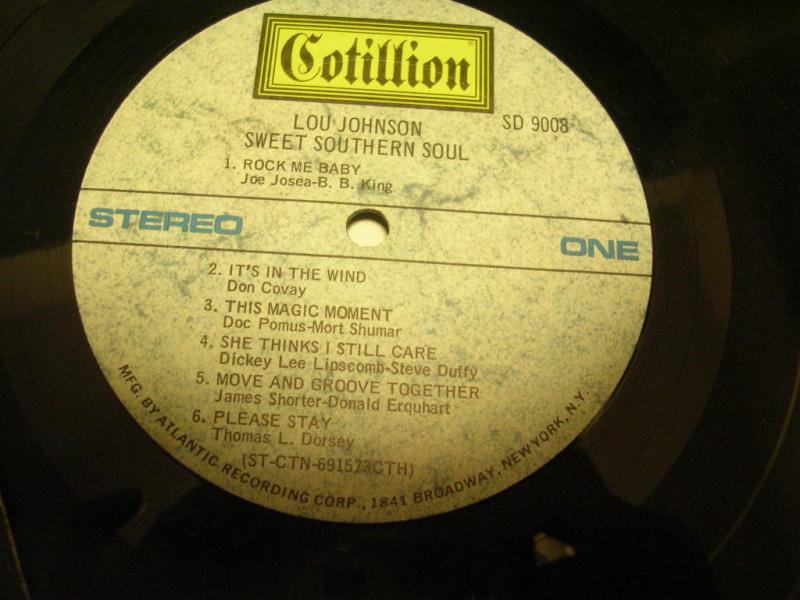 Cotillion
LOU JOHNSON
SD 9008
SWEET SOUTHERN SOUL
1. ROCK ME BABY
Joe Josea-B. B. King
STEREO
ONE
2. IT'S IN THE WIND
Don Covay
3. THIS MAGIC MOMENT
Doc Pomus-Mort Shumar
4. SHE THINKS I STILL CARE
Dickey Lee Lipscomb-Steve Duffy
5. MOVE AND GROOVE TOGETHER
James Shorter-Donald Erquhart
6. PLEASE STAY
Thomas L. Dorsey
(ST-CTN-691573CTH)
MFG. BY ATLANTIC RECORDING CORP., 1841 BROADWAY, NEW YORK, N.Y.